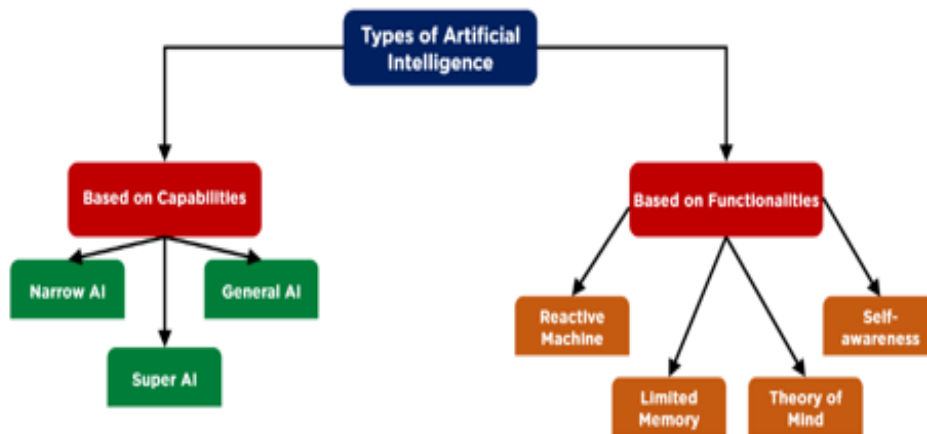 Types of Artificial
Intelligence
Based on Capabilities
Based on Functionalities
Narrow AI
General AI
Super AI
Reactive
Machine
Self-
awareness
Limited
Memory
Theory of
Mind